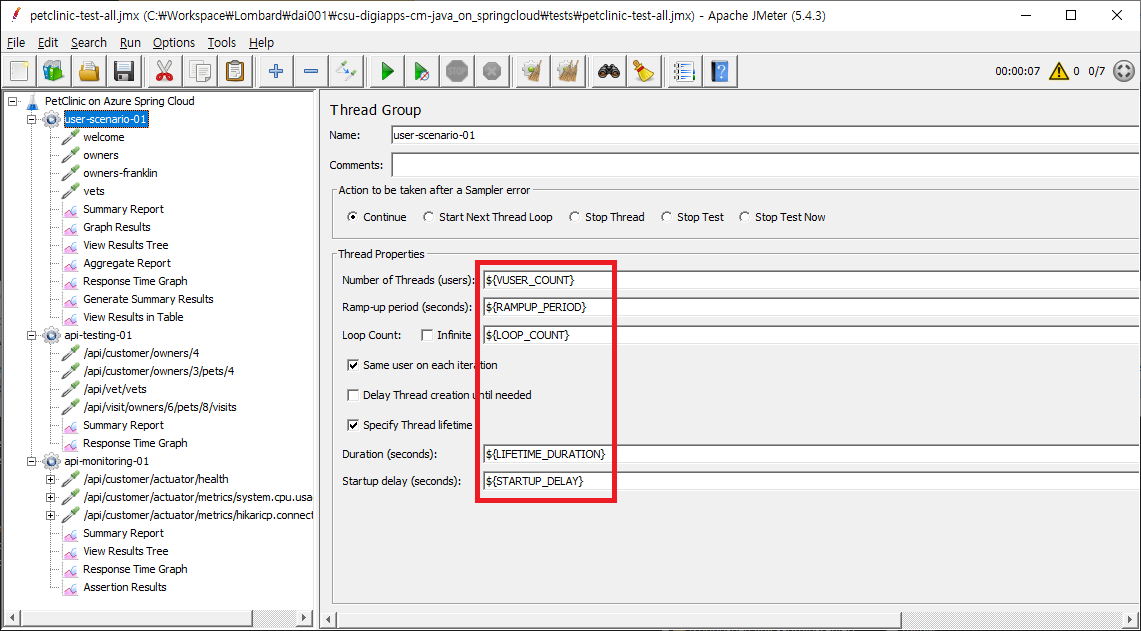 petclinic-test-all.jmx (C:₩Workspace₩Lombard₩dai001₩csu-digiapps-cm-java_on_springcloud₩tests₩petclinic-test-all.jmx) - Apache JMeter (5.4.3)
File Edit Search Run Options Tools Help
STOP
00:00:07 0 0/7
PetClinic on Azure Spring Cloud
user-scenario-01
welcome
owners
owners-franklin
vets
Summary Report
Graph Results
View Results Tree
Aggregate Report
Response Time Graph
Generate Summary Results
View Results in Table
api-testing-01
/api/customer/owners/4
/api/customer/owners/3/pets/4
/api/vet/vets
/api/visit/owners/6/pets/8/visits
Summary Report
Response Time Graph
api-monitoring-01
/api/customer/actuator/health
/api/customer/actuator/metrics/system.cpu.usa
/api/customer/actuator/metrics/hikaricp.connect
Summary Report
View Results Tree
Response Time Graph
Assertion Results
Thread Group
Name: user-scenario-01
Comments:
Action to be taken after a Sampler error
Continue Start Next Thread Loop Stop Thread Stop Test Stop Test Now
Thread Properties
Number of Threads (users): ${VUSER_COUNT}
Ramp-up period (seconds): ${RAMPUP_PERIOD}
Loop Count: Infinite ${LOOP_COUNT}
Same user on each iteration
Delay Thread creation until needed
Specify Thread lifetime
Duration (seconds): ${LIFETIME_DURATION}
Startup delay (seconds): ${STARTUP_DELAY}